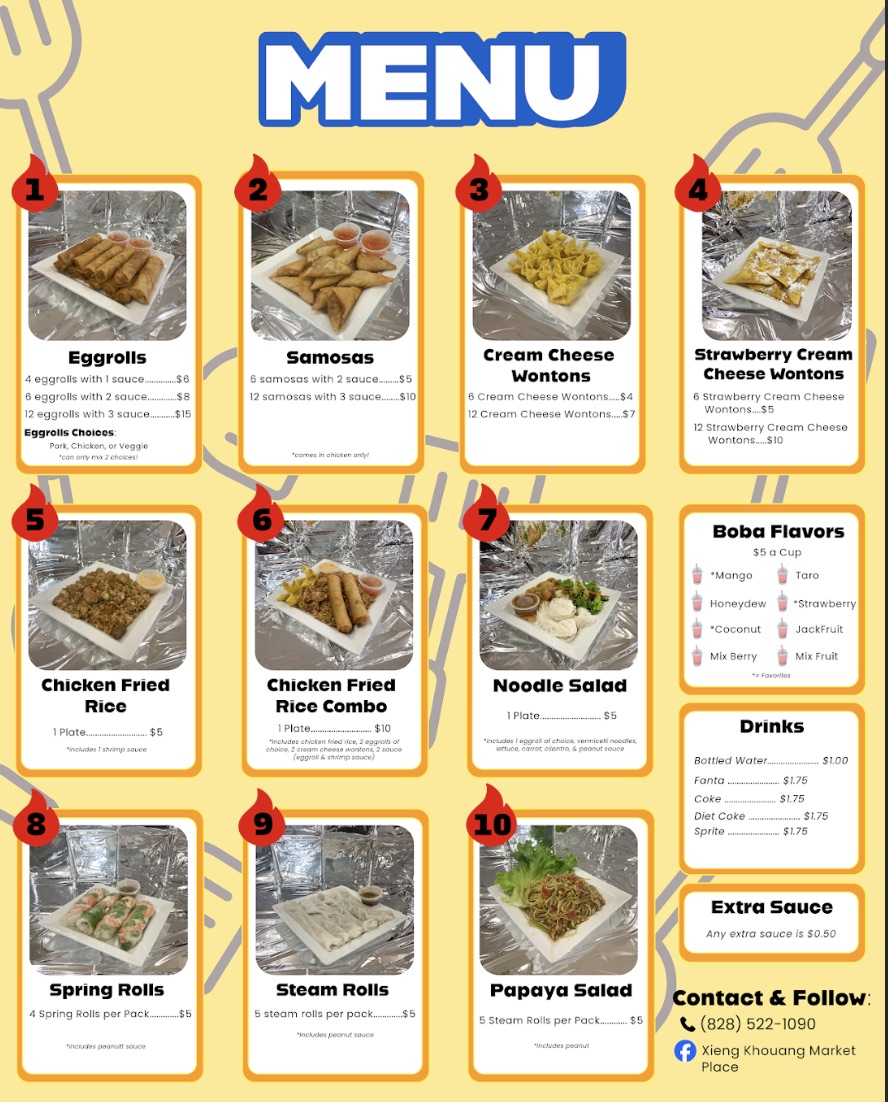 MENU
1
Eggrolls
4 eggrolls with 1 sauce.............$6
6 eggrolls with 2 sauce.............$8
12 eggrolls with 3 sauce...........$15
Eggrolls Choices:
Pork, Chicken, or Veggie
*can only mix 2 choices!
2
Samosas
6 samosas with 2 sauce.........$5
12 samosas with 3 sauce........$10
*comes in chicken only!
3
Cream Cheese
Wontons
6 Cream Cheese Wontons.....$4
12 Cream Cheese Wontons.....$7
4
Strawberry Cream
Cheese Wontons
6 Strawberry Cream Cheese
Wontons....$5
12 Strawberry Cream Cheese
Wontons.....$10
5
Chicken Fried
Rice
1 Plate....................... $5
*includes 1 shrimp sauce
6
Chicken Fried
Rice Combo
1 Plate....................... $10
*includes chicken fried rice, 2 eggrolls of
choice, 2 cream cheese wontons, 2 sauce
(eggroll & shrimp sauce)
7
Noodle Salad
1 Plate....................... $5
*includes 1 eggroll of choice, vermicelli noodles,
lettuce, carrot, cilantro, & peanut sauce
Boba Flavors
$5 a Cup
*Mango Taro
Honeydew *Strawberry
*Coconut JackFruit
Mix Berry Mix Fruit
*= Favorites
Drinks
Bottled Water.................... $1.00
Fanta ..................... $1.75
Coke ..................... $1.75
Diet Coke ..................... $1.75
Sprite ..................... $1.75
Extra Sauce
Any extra sauce is $0.50
8
Spring Rolls
4 Spring Rolls per Pack...........$5
*includes peanutt sauce
9
Steam Rolls
5 steam rolls per pack...........$5
*includes peanut sauce
10
Papaya Salad
5 Steam Rolls per Pack........... $5
*includes peanut
Contact & Follow:
(828) 522-1090
Xieng Khouang Market
Place